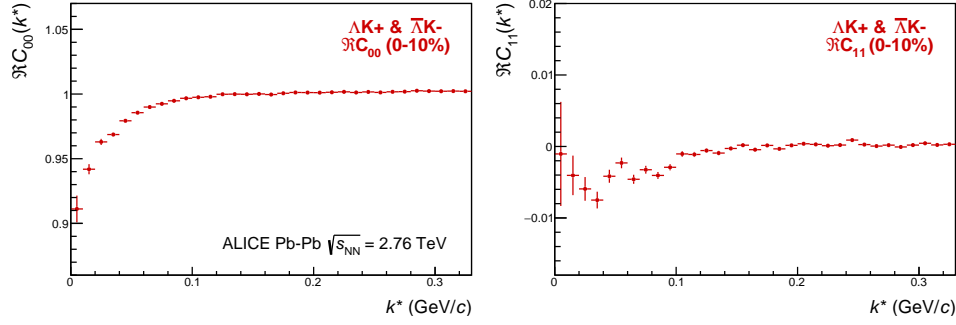 ℜC₀₀(k*)
1.05
1
0.95
0.9
ΛK+ & Λ̅K-
ℜC₀₀ (0-10%)
ALICE Pb-Pb √s_NN = 2.76 TeV
0 0.1 0.2 0.3
k* (GeV/c)
ℜC₁₁(k*)
0.02
0.01
0
−0.01
ΛK+ & Λ̅K-
ℜC₁₁ (0-10%)
0 0.1 0.2 0.3
k* (GeV/c)